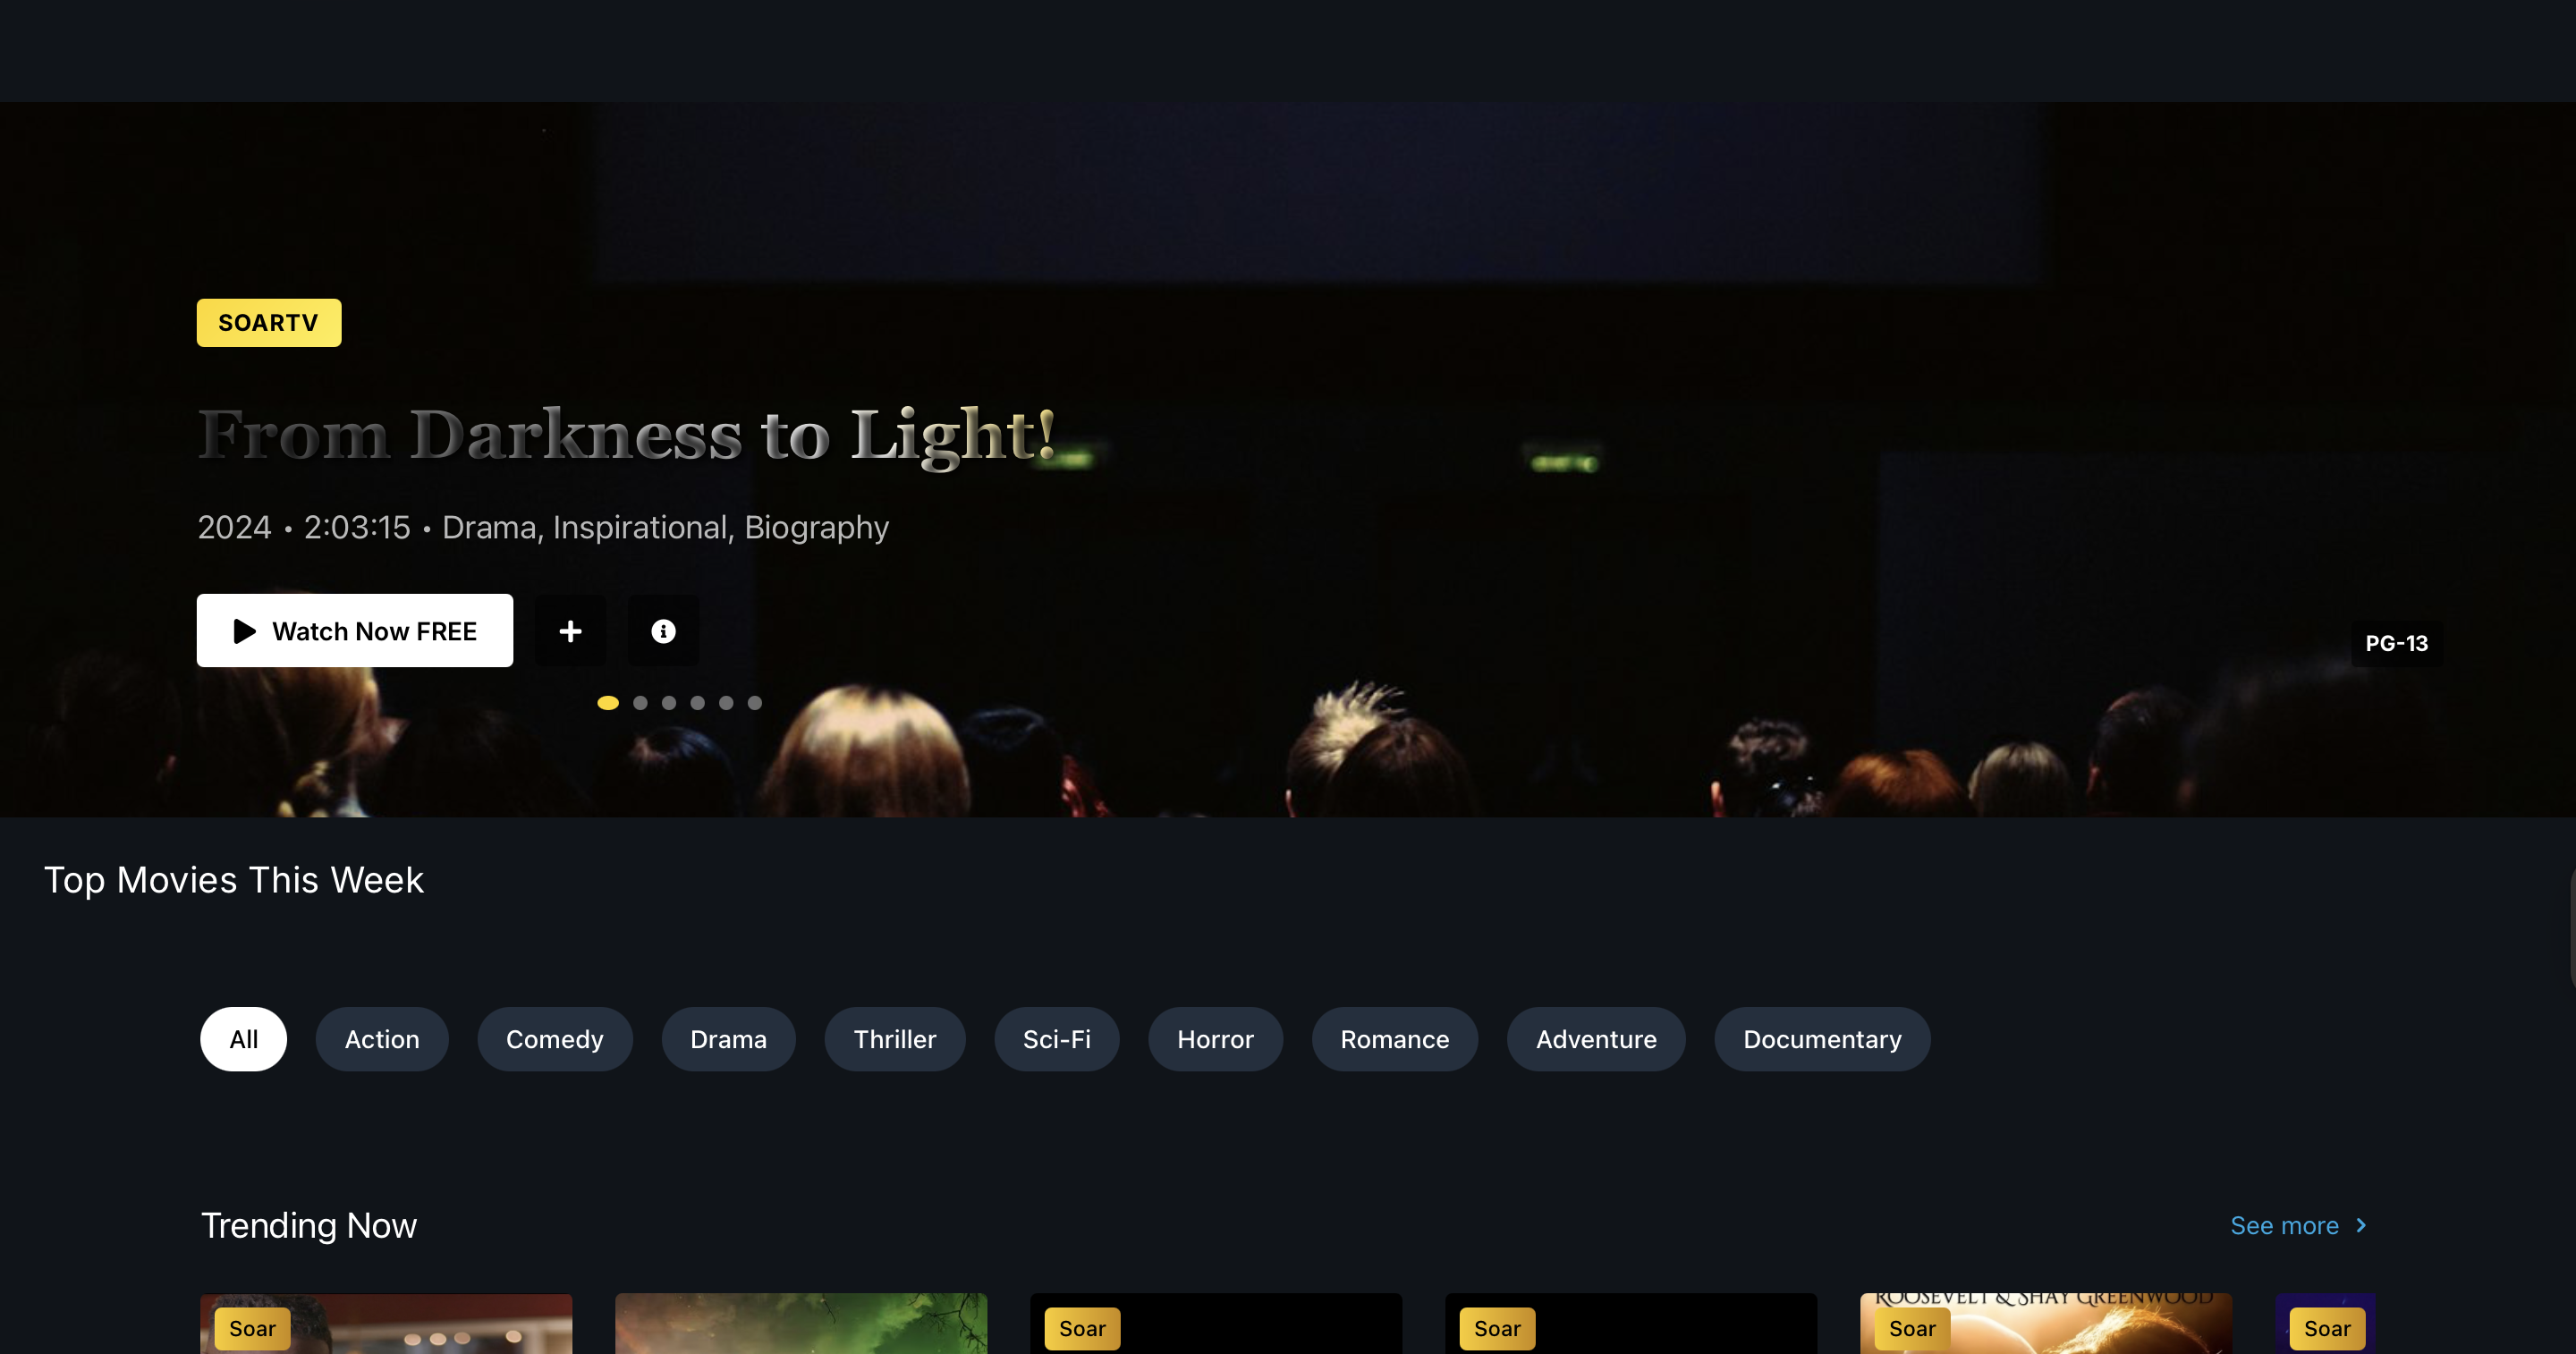 SOARTV
From Darkness to Light!
2024 • 2:03:15 • Drama, Inspirational, Biography
Watch Now FREE
PG-13
Top Movies This Week
All Action Comedy Drama Thriller Sci-Fi Horror Romance Adventure Documentary
Trending Now See more
ROOSEVELT & SHAY GREENWOOD
Soar Soar Soar Soar Soar